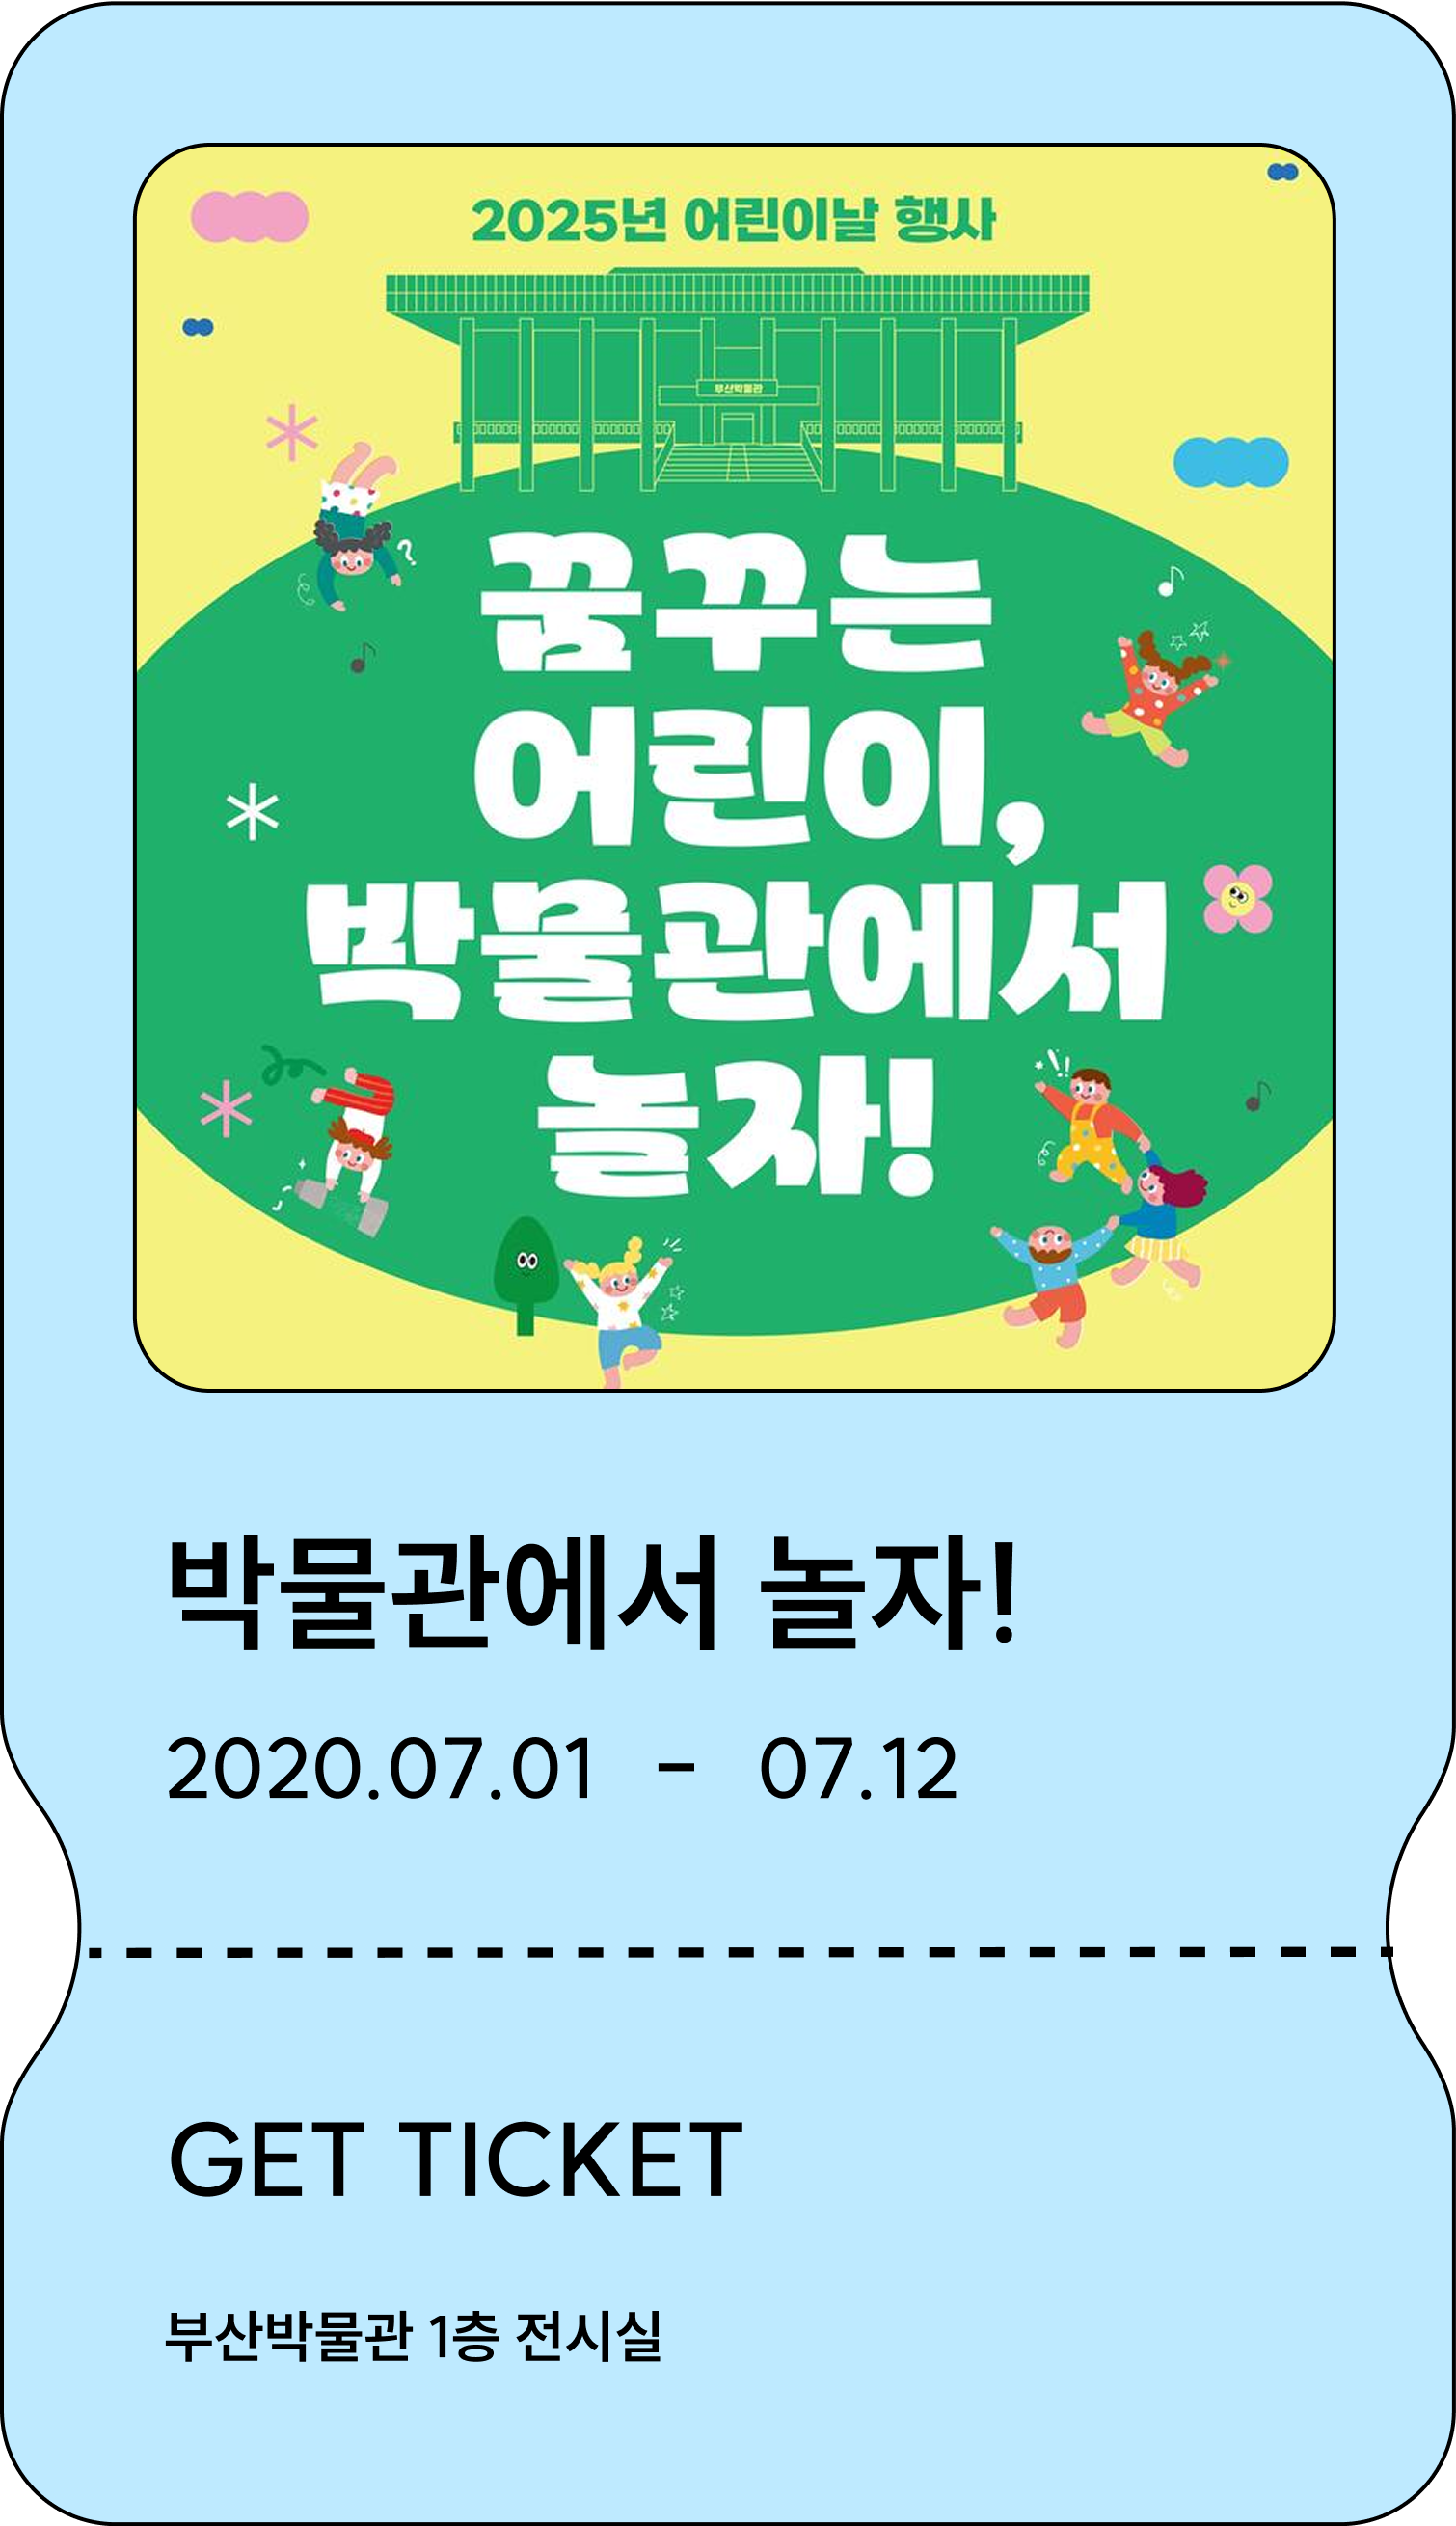 2025년 어린이날 행사
부산박물관
꿈꾸는
어린이,
박물관에서
놀자!
박물관에서 놀자!
2020.07.01 - 07.12
GET TICKET
부산박물관 1층 전시실